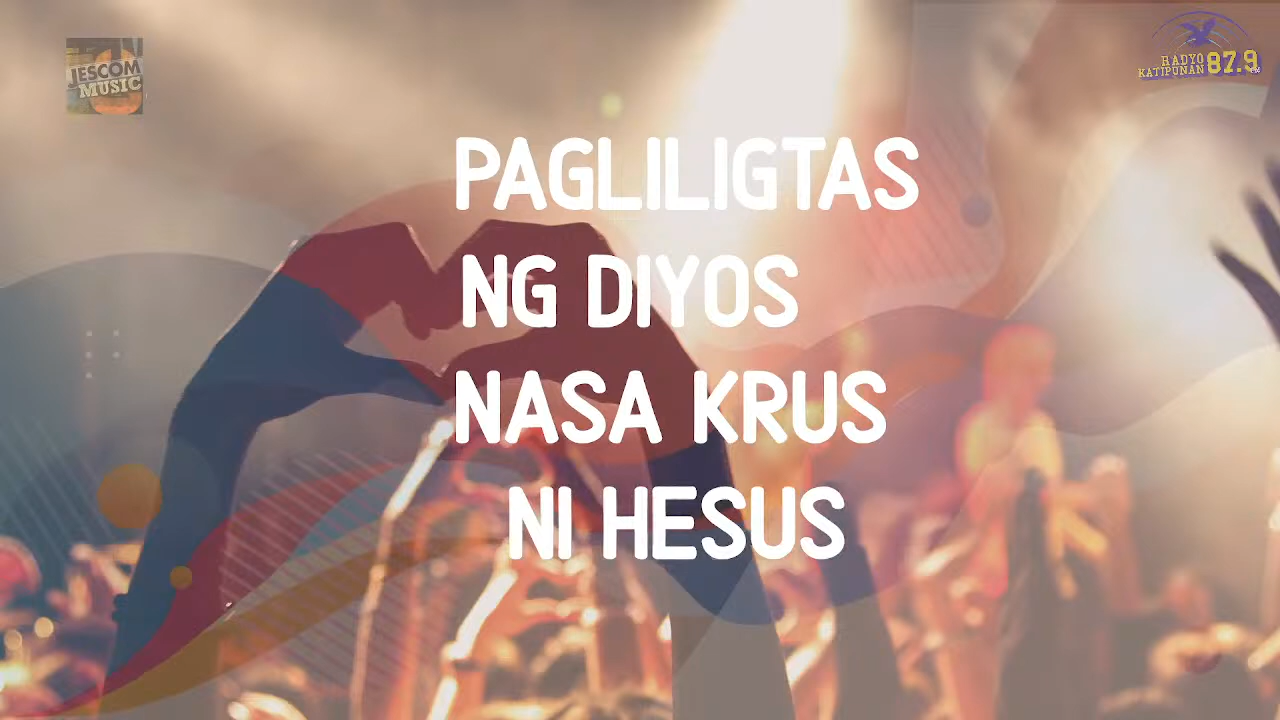 JESCOM
MUSIC
RADYO
KATIPUNAN 87.9
PAGLILIGTAS
NG DIYOS
NASA KRUS
NI HESUS